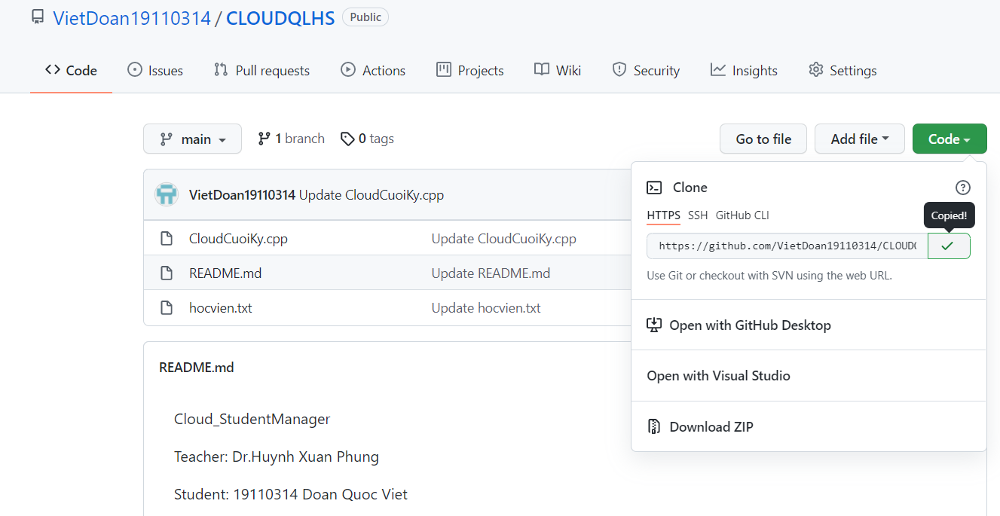 VietDoan19110314 / CLOUDQLHS Public
Code Issues Pull requests Actions Projects Wiki Security Insights Settings
main 1 branch 0 tags Go to file Add file Code
VietDoan19110314 Update CloudCuoiKy.cpp
CloudCuoiKy.cpp Update CloudCuoiKy.cpp
README.md Update README.md
hocvien.txt Update hocvien.txt
README.md
Cloud_StudentManager
Teacher: Dr.Huynh Xuan Phung
Student: 19110314 Doan Quoc Viet
Clone
HTTPS SSH GitHub CLI
Copied!
https://github.com/VietDoan19110314/CLOUDQ
Use Git or checkout with SVN using the web URL.
Open with GitHub Desktop
Open with Visual Studio
Download ZIP